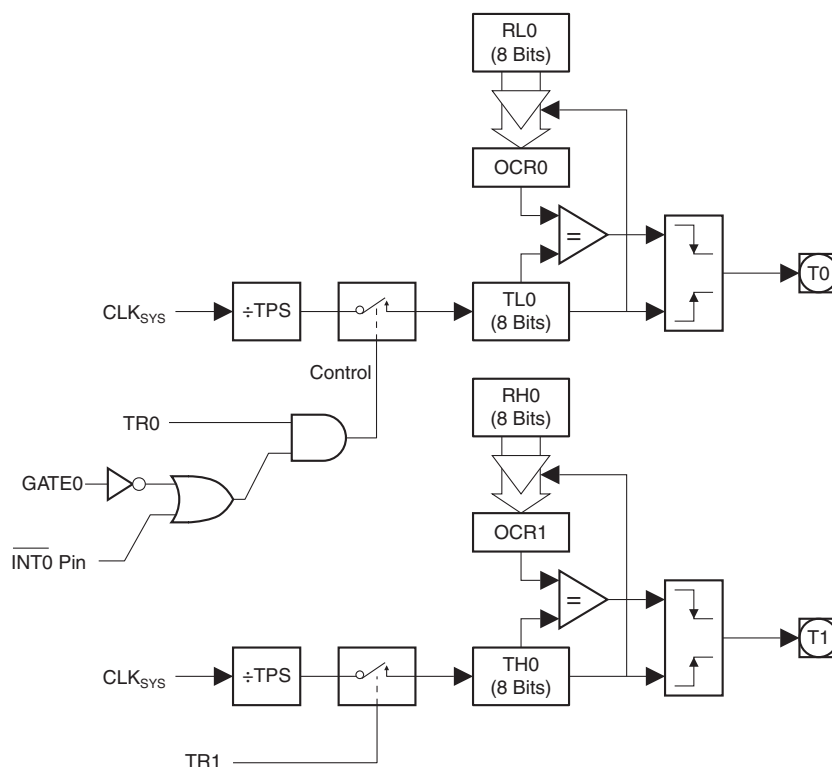 RL0
(8 Bits)
OCR0
=
T0
CLKSYS
÷TPS
TL0
(8 Bits)
Control
TR0
RH0
(8 Bits)
GATE0
INT0 Pin
OCR1
=
T1
CLKSYS
÷TPS
TH0
(8 Bits)
TR1